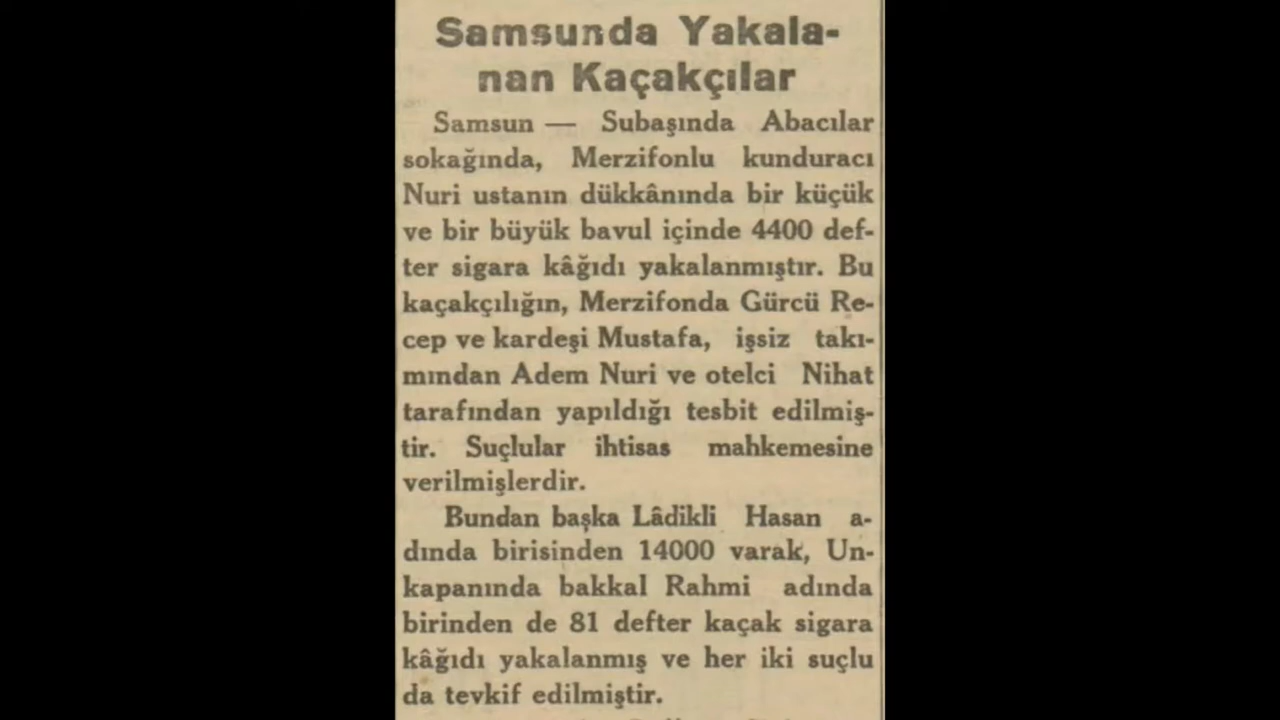 Samsunda Yakala-
nan Kaçakçılar
Samsun — Subaşında Abacılar
sokağında, Merzifonlu kunduracı
Nuri ustanın dükkânında bir küçük
ve bir büyük bavul içinde 4400 def-
ter sigara kâğıdı yakalanmıştır. Bu
kaçakçılığın, Merzifonda Gürcü Re-
cep ve kardeşi Mustafa, işsiz takı-
mından Adem Nuri ve otelci Nihat
tarafından yapıldığı tesbit edilmiş-
tir. Suçlular ihtisas mahkemesine
verilmişlerdir.
Bundan başka Lâdikli Hasan a-
dında birisinden 14000 varak, Un-
kapanında bakkal Rahmi adında
birinden de 81 defter kaçak sigara
kâğıdı yakalanmış ve her iki suçlu
da tevkif edilmiştir.